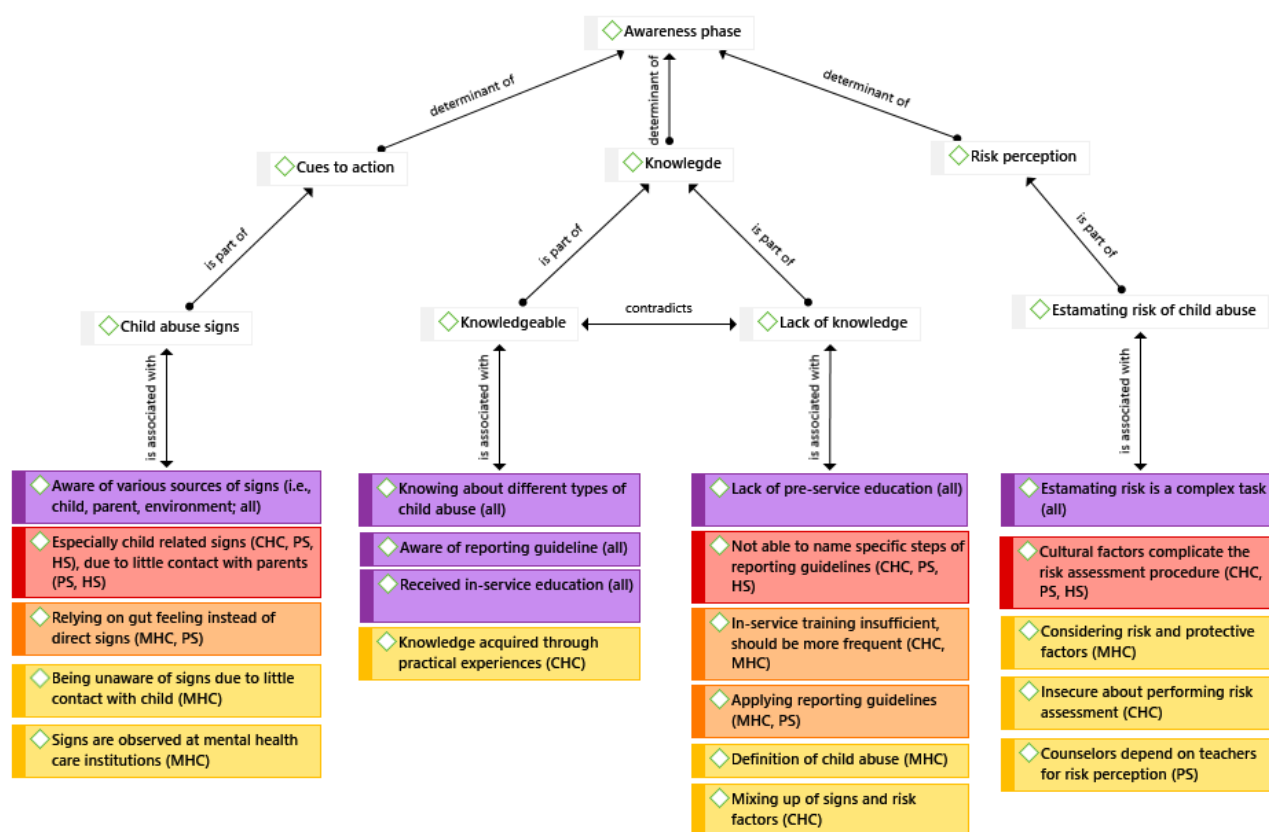 Awareness phase
determinant of
determinant of
determinant of
Cues to action
Knowlegde
Risk perception
is part of
is part of
is part of
is part of
Child abuse signs
Knowledgeable
contradicts
Lack of knowledge
Estamating risk of child abuse
is associated with
is associated with
is associated with
is associated with
Aware of various sources of signs (i.e.,
child, parent, environment; all)
Especially child related signs (CHC, PS,
HS), due to little contact with parents
(PS, HS)
Relying on gut feeling instead of
direct signs (MHC, PS)
Being unaware of signs due to little
contact with child (MHC)
Signs are observed at mental health
care institutions (MHC)
Knowing about different types of
child abuse (all)
Aware of reporting guideline (all)
Received in-service education (all)
Knowledge acquired through
practical experiences (CHC)
Lack of pre-service education (all)
Not able to name specific steps of
reporting guidelines (CHC, PS,
HS)
In-service training insufficient,
should be more frequent (CHC,
MHC)
Applying reporting guidelines
(MHC, PS)
Definition of child abuse (MHC)
Mixing up of signs and risk
factors (CHC)
Estamating risk is a complex task
(all)
Cultural factors complicate the
risk assessment procedure (CHC,
PS, HS)
Considering risk and protective
factors (MHC)
Insecure about performing risk
assessment (CHC)
Counselors depend on teachers
for risk perception (PS)